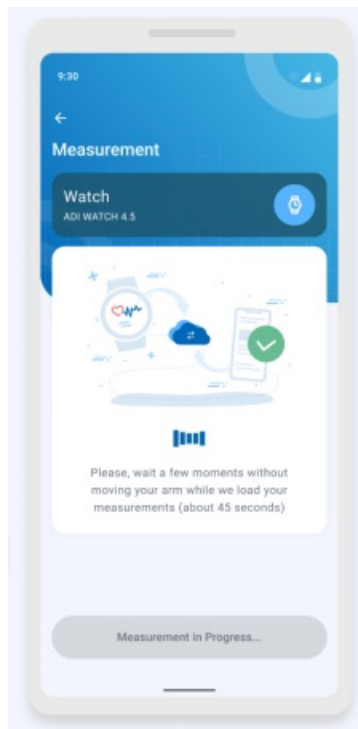 9:30
Measurement
Watch
ADI WATCH 4.5
Please, wait a few moments without
moving your arm while we load your
measurements (about 45 seconds)
Measurement in Progress...